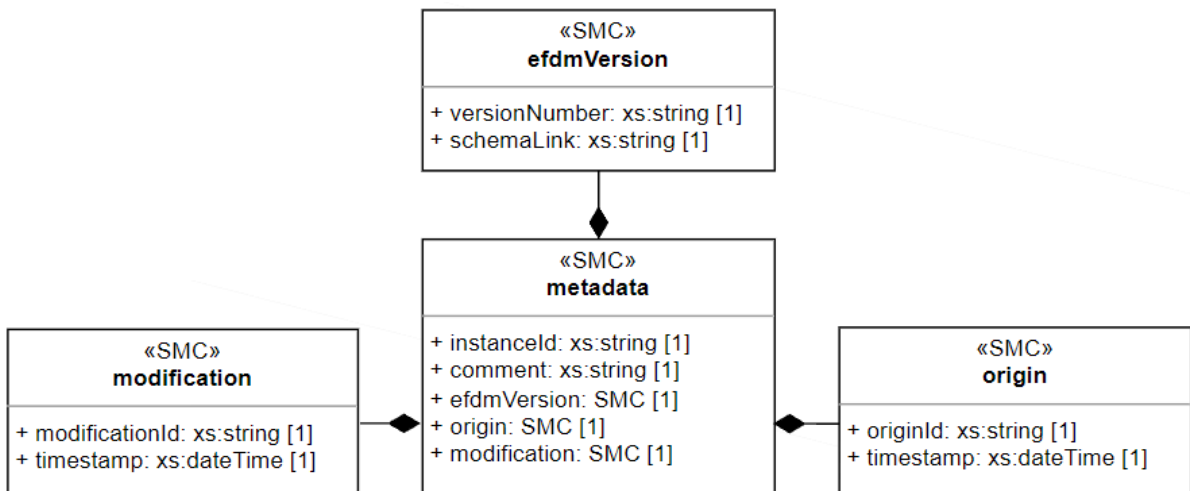 «SMC»
efdmVersion
+ versionNumber: xs:string [1]
+ schemaLink: xs:string [1]
«SMC»
metadata
+ instanceId: xs:string [1]
+ comment: xs:string [1]
+ efdmVersion: SMC [1]
+ origin: SMC [1]
+ modification: SMC [1]
«SMC»
modification
+ modificationId: xs:string [1]
+ timestamp: xs:dateTime [1]
«SMC»
origin
+ originId: xs:string [1]
+ timestamp: xs:dateTime [1]